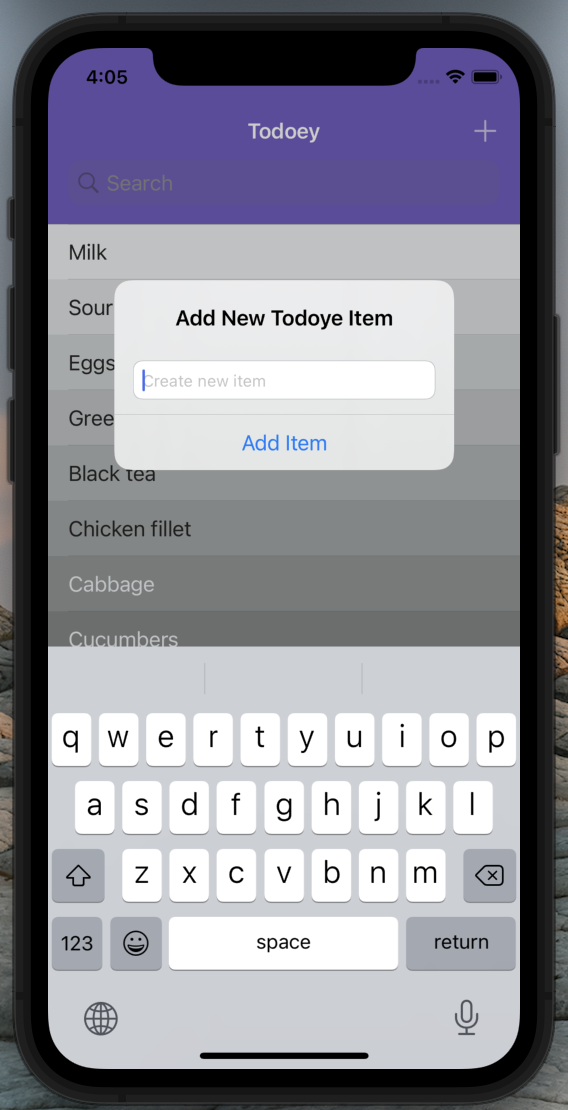 4:05
Todoey
Search
Milk
Sour
Add New Todoye Item
Eggs
Create new item
Gree
Add Item
Black tea
Chicken fillet
Cabbage
Cucumbers
q w e r t y u i o p
a s d f g h j k l
z x c v b n m
123 space return